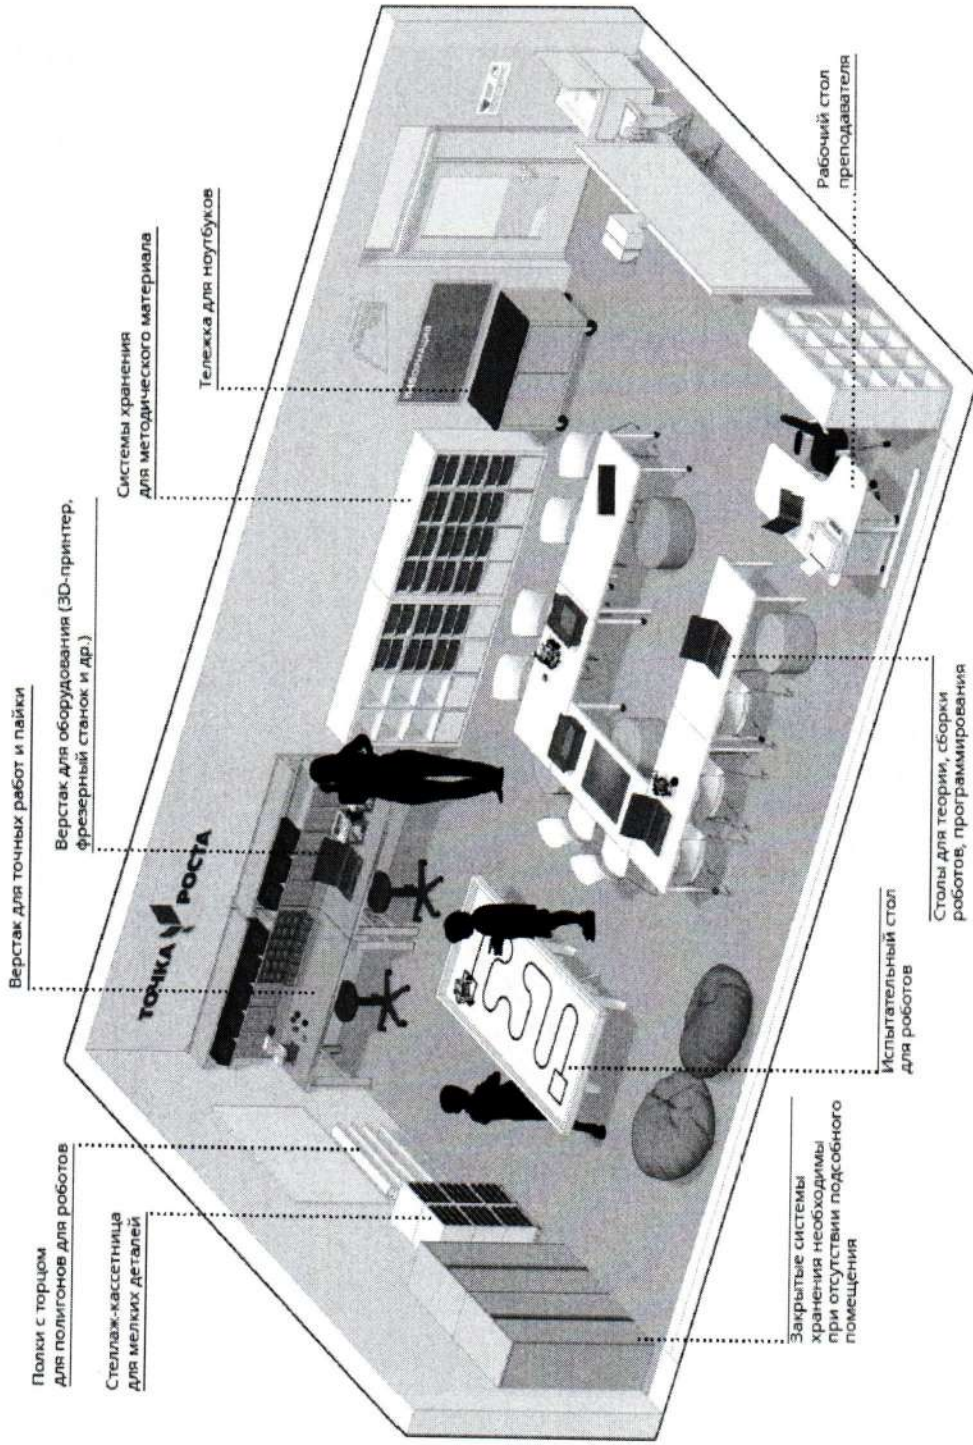 Полки с торцом
для полигонов для роботов
Стеллаж-кассетница
для мелких деталей
Верстак для точных работ и пайки
Верстак для оборудования (3D-принтер,
фрезерный станок и др.)
Системы хранения
для методического материала
Тележка для ноутбуков
ТОЧКА РОСТА
Закрытые системы
хранения необходимы
при отсутствии подсобного
помещения
Испытательный стол
для роботов
Столы для теории, сборки
роботов, программирования
Рабочий стол
преподавателя